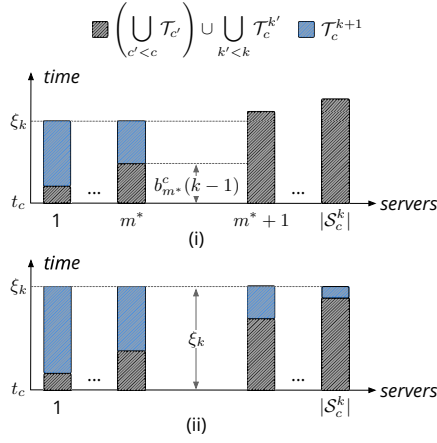 (⋃_{c'<c} 𝒯_{c'}) ∪ ⋃_{k'<k} 𝒯_c^{k'} 𝒯_c^{k+1}
time
ξ_k
b^c_{m*}(k − 1)
t_c
... ... servers
1 m* m* + 1 |𝒮_c^k|
(i)
time
ξ_k
ξ_k
t_c
... ... servers
1 |𝒮_c^k|
(ii)